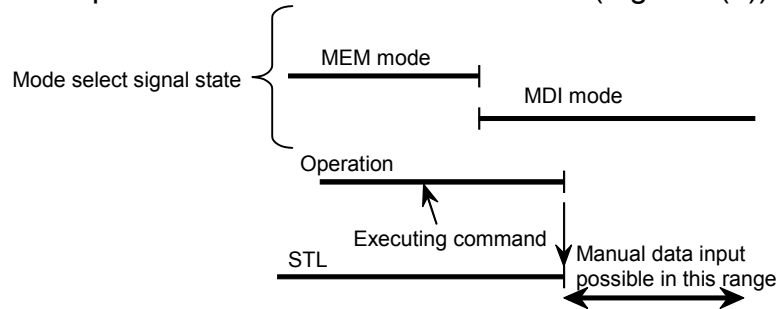 MEM mode
Mode select signal state
MDI mode
Operation
Executing command
STL
Manual data input
possible in this range